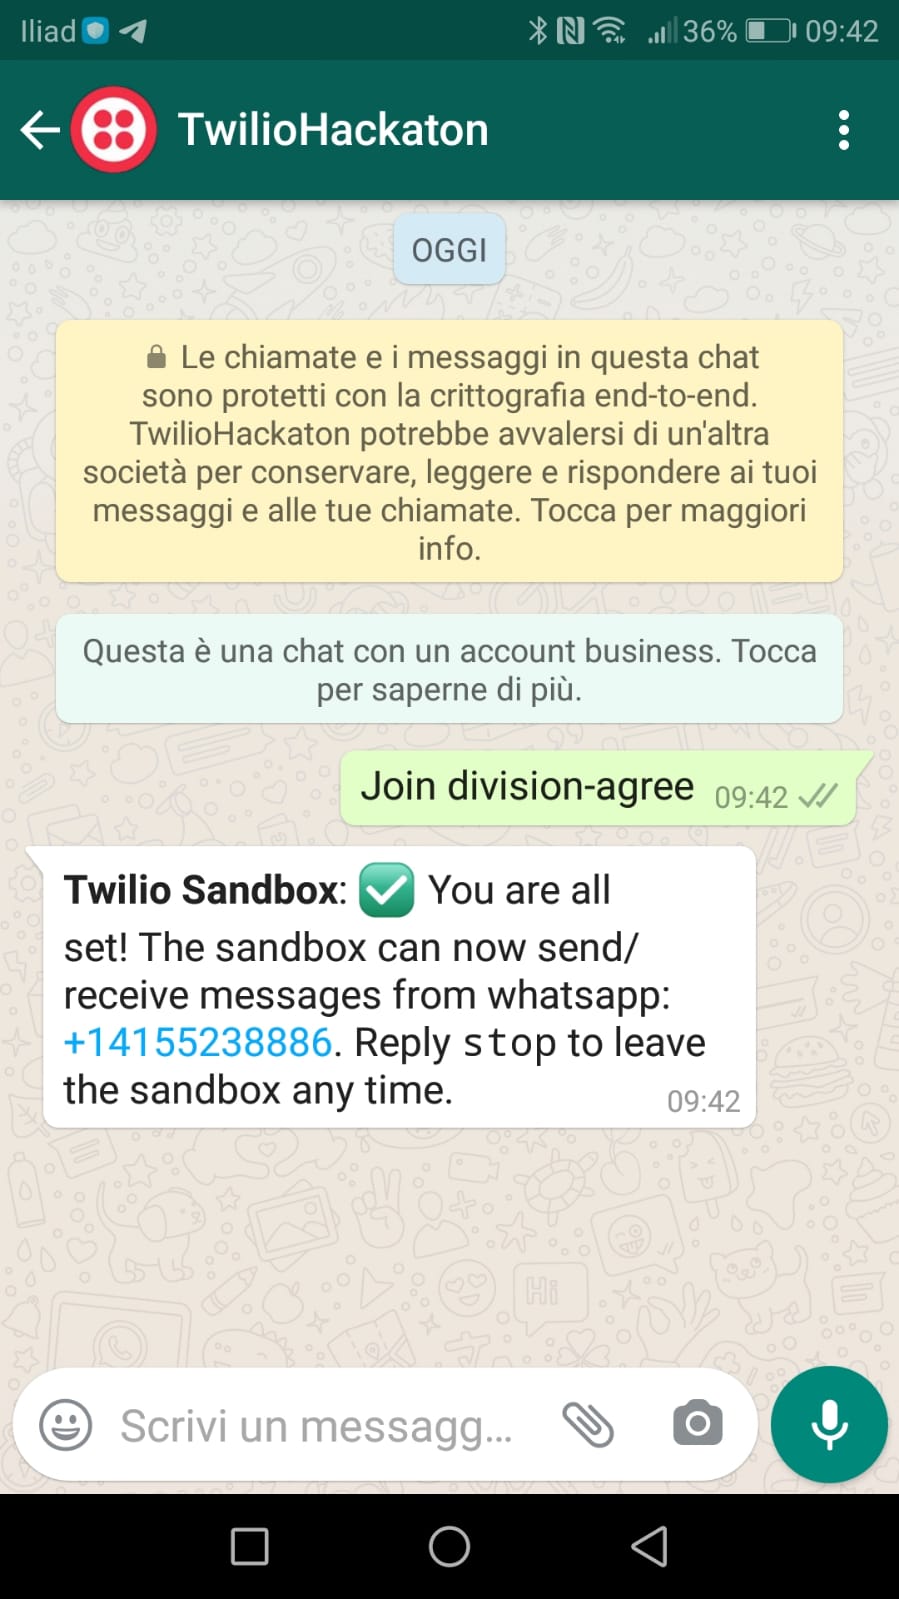 Iliad 36% 09:42
TwilioHackaton
OGGI
Le chiamate e i messaggi in questa chat
sono protetti con la crittografia end-to-end.
TwilioHackaton potrebbe avvalersi di un'altra
società per conservare, leggere e rispondere ai tuoi
messaggi e alle tue chiamate. Tocca per maggiori
info.
Questa è una chat con un account business. Tocca
per saperne di più.
Join division-agree 09:42
Twilio Sandbox: ✅ You are all
set! The sandbox can now send/
receive messages from whatsapp:
+14155238886. Reply stop to leave
the sandbox any time. 09:42
Hi
Scrivi un messagg...